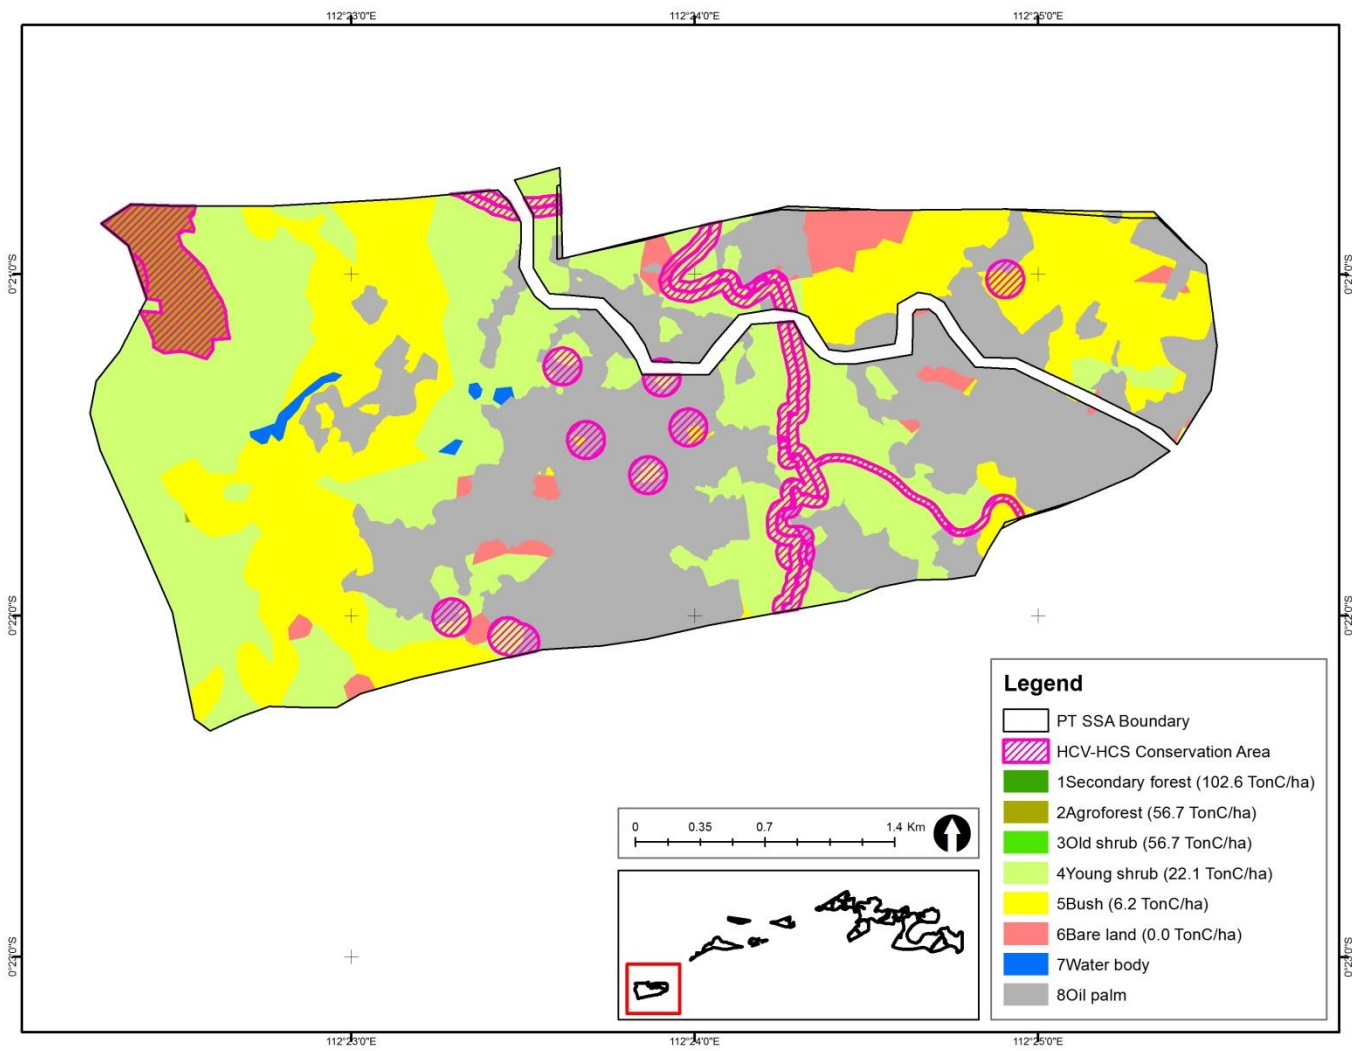 112°23'0"E 112°24'0"E 112°25'0"E
0°21'0"S 0°21'0"S
0°22'0"S 0°22'0"S
Legend
PT SSA Boundary
HCV-HCS Conservation Area
1Secondary forest (102.6 TonC/ha)
2Agroforest (56.7 TonC/ha)
3Old shrub (56.7 TonC/ha)
4Young shrub (22.1 TonC/ha)
5Bush (6.2 TonC/ha)
6Bare land (0.0 TonC/ha)
7Water body
8Oil palm
0 0.35 0.7 1.4 Km
0°23'0"S 0°23'0"S
112°23'0"E 112°24'0"E 112°25'0"E